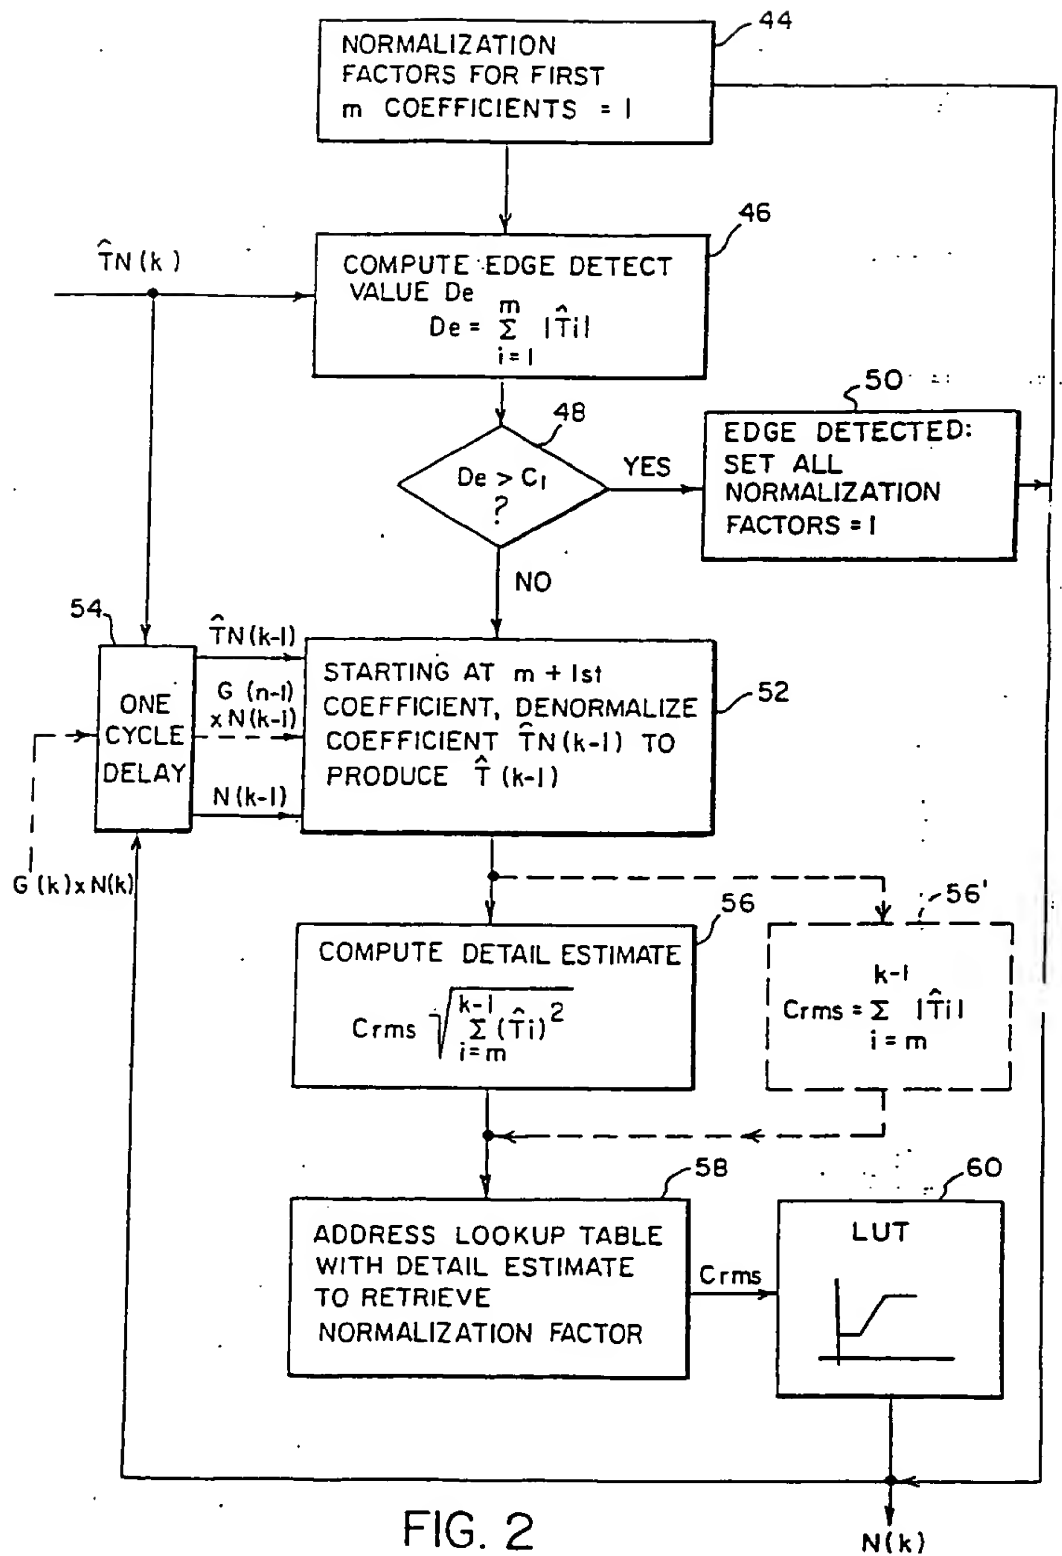 44
NORMALIZATION
FACTORS FOR FIRST
m COEFFICIENTS = 1
46
T̂N(k)
COMPUTE EDGE DETECT
VALUE De
De = Σ |T̂i|
m
i=1
48
De > C1
?
YES
50
EDGE DETECTED:
SET ALL
NORMALIZATION
FACTORS = 1
NO
54
ONE
CYCLE
DELAY
T̂N(k-1)
G (n-1)
xN(k-1)
N(k-1)
G (k) x N(k)
52
STARTING AT m + 1st
COEFFICIENT, DENORMALIZE
COEFFICIENT T̂N(k-1) TO
PRODUCE T̂ (k-1)
56
COMPUTE DETAIL ESTIMATE
k-1
Crms √ Σ (T̂i)²
i=m
56'
k-1
Crms = Σ |T̂i|
i = m
58
ADDRESS LOOKUP TABLE
WITH DETAIL ESTIMATE
TO RETRIEVE
NORMALIZATION FACTOR
Crms
60
LUT
N(k)
FIG. 2